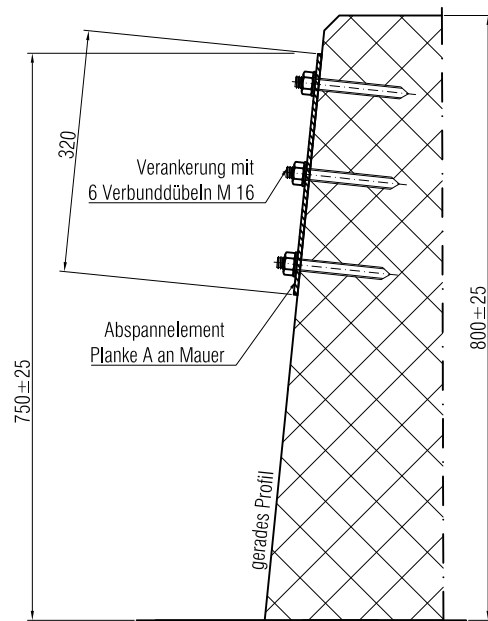 320
Verankerung mit
6 Verbunddübeln M 16
Abspannelement
Planke A an Mauer
750±25
800±25
gerades Profil